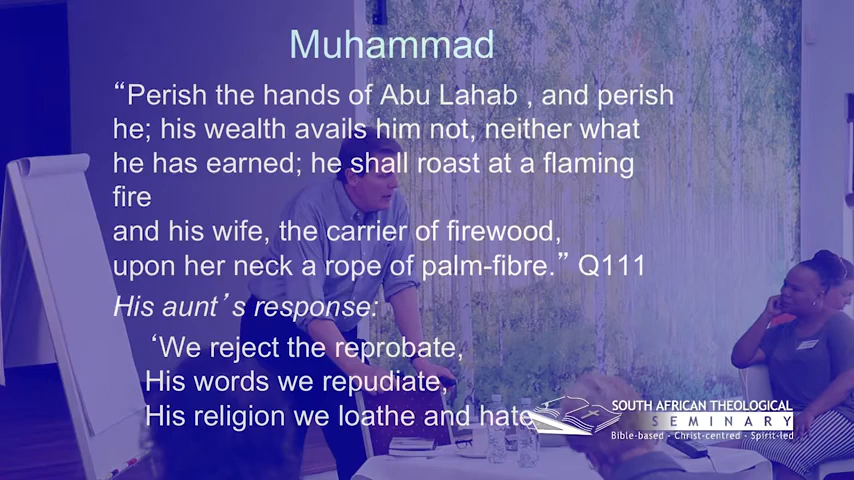 Muhammad
“Perish the hands of Abu Lahab , and perish
he; his wealth avails him not, neither what
he has earned; he shall roast at a flaming
fire
and his wife, the carrier of firewood,
upon her neck a rope of palm-fibre.” Q111
His aunt’s response:
‘We reject the reprobate,
His words we repudiate,
His religion we loathe and hate
SOUTH AFRICAN THEOLOGICAL
SEMINARY
Bible-based - Christ-centred - Spirit-led